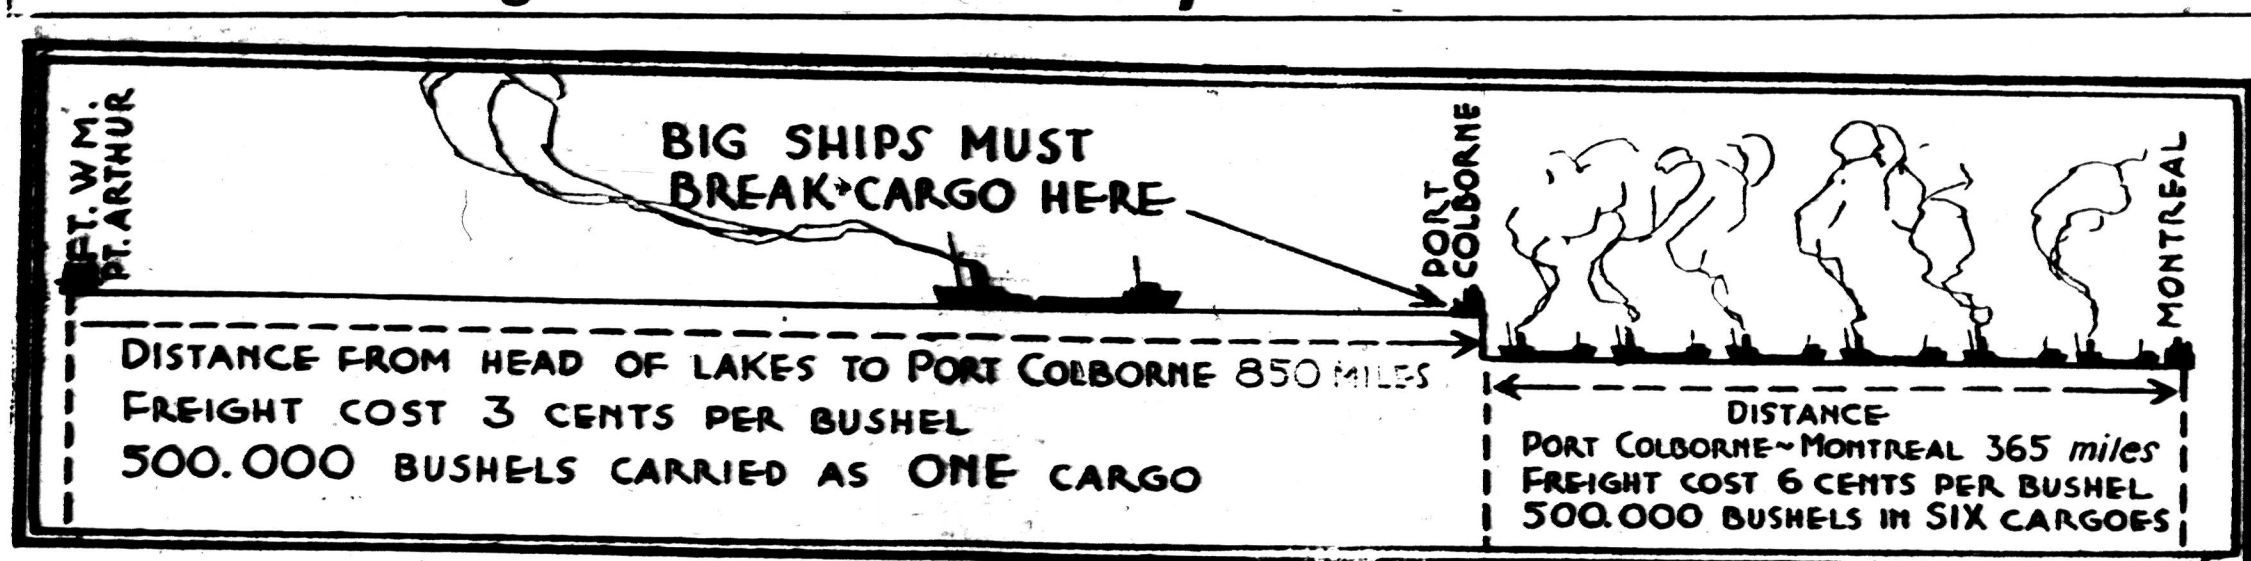 FT. WM.
PT. ARTHUR
BIG SHIPS MUST
BREAK CARGO HERE
PORT
COLBORNE
MONTREAL
DISTANCE FROM HEAD OF LAKES TO PORT COLBORNE 850 MILES
FREIGHT COST 3 CENTS PER BUSHEL
500.000 BUSHELS CARRIED AS ONE CARGO
DISTANCE
PORT COLBORNE~MONTREAL 365 miles
FREIGHT COST 6 CENTS PER BUSHEL
500.000 BUSHELS IN SIX CARGOES